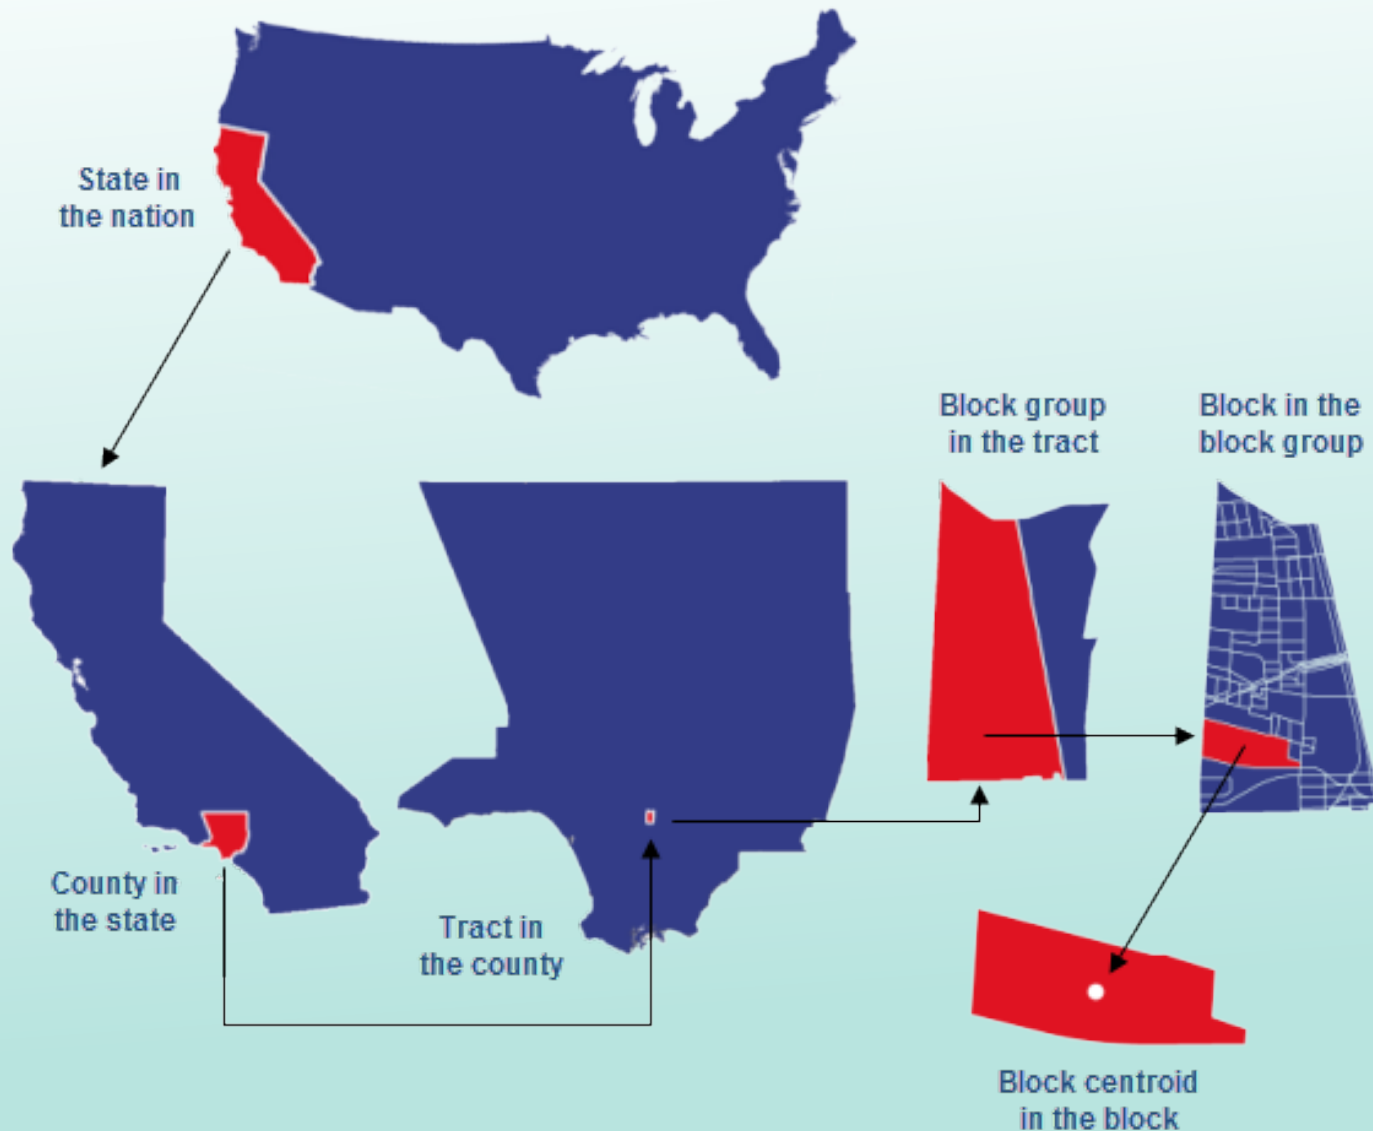 State in
the nation
Block group
in the tract
Block in the
block group
County in
the state
Tract in
the county
Block centroid
in the block